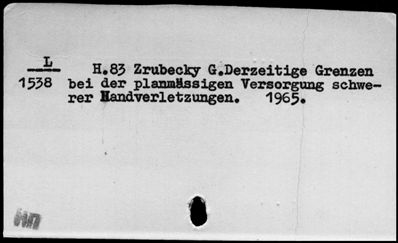 L H.83 Zrubecky G.Derzeitige Grenzen
1538 bei der planmässigen Versorgung schwe-
rer Handverletzungen. 1965.